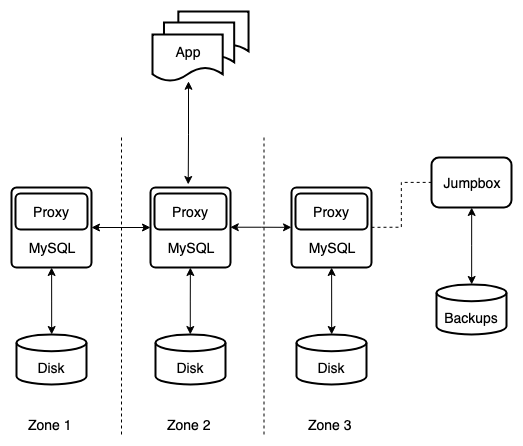 App
Proxy
MySQL
Proxy
MySQL
Proxy
MySQL
Jumpbox
Disk
Disk
Disk
Backups
Zone 1
Zone 2
Zone 3